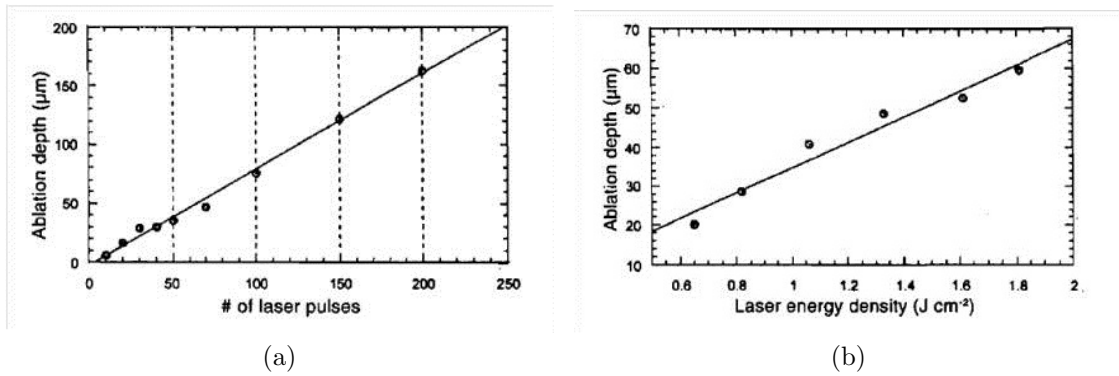 200
150
100
50
0
Ablation depth (µm)
0 50 100 150 200 250
# of laser pulses
(a)
70
60
50
40
30
20
10
Ablation depth (µm)
0.6 0.8 1 1.2 1.4 1.6 1.8 2
Laser energy density (J cm⁻²)
(b)